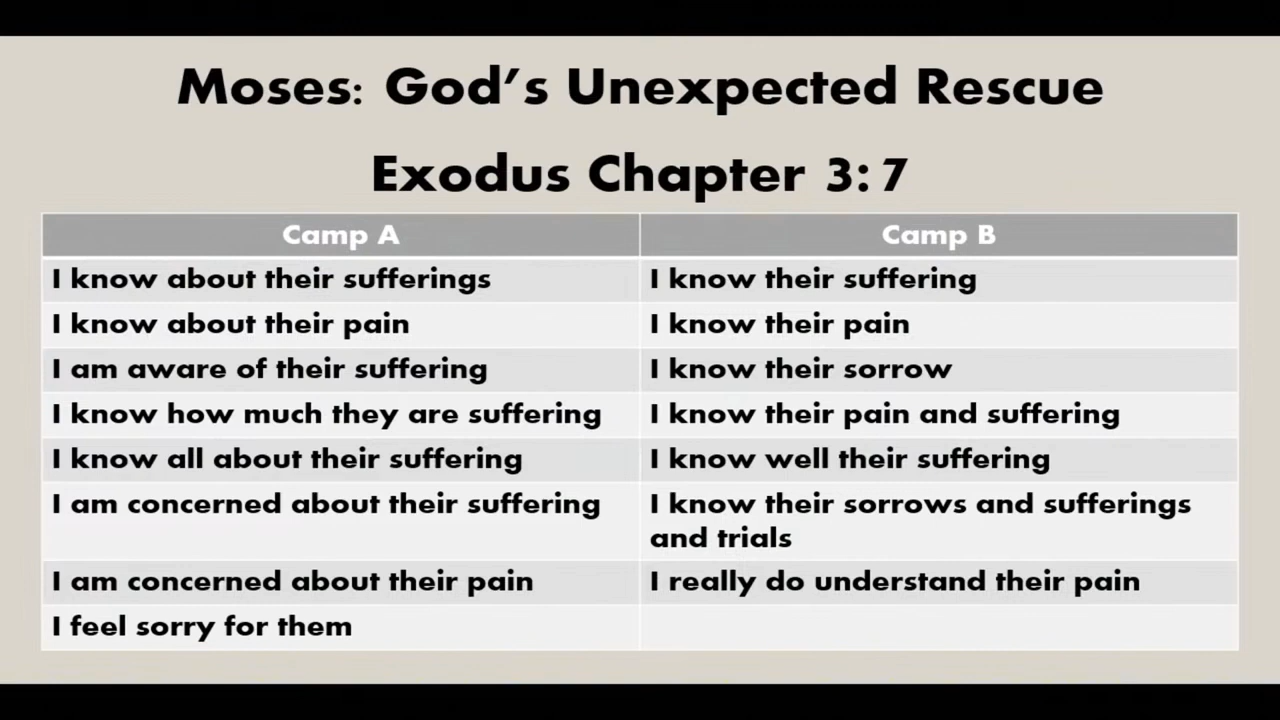 Moses: God's Unexpected Rescue
Exodus Chapter 3:7
Camp A
Camp B
I know about their sufferings
I know their suffering
I know about their pain
I know their pain
I am aware of their suffering
I know their sorrow
I know how much they are suffering
I know their pain and suffering
I know all about their suffering
I know well their suffering
I am concerned about their suffering
I know their sorrows and sufferings
and trials
I am concerned about their pain
I really do understand their pain
I feel sorry for them